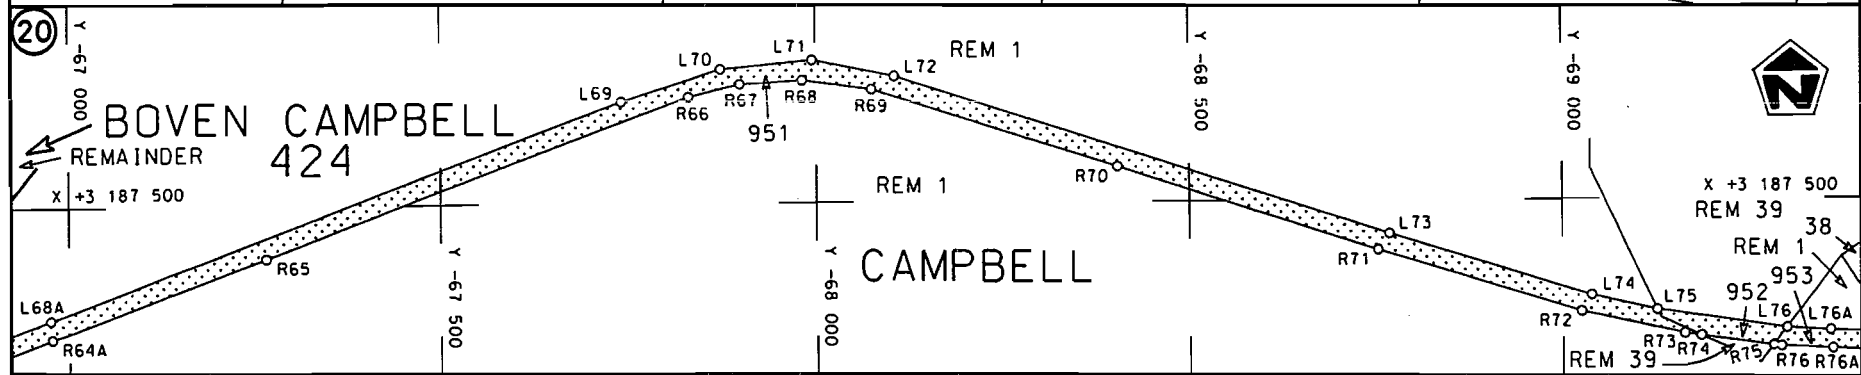 20
Y -67 000
BOVEN CAMPBELL
424
REMAINDER
X +3 187 500
L68A
R64A
R65
Y -67 500
L69
L70
L71
L72
REM 1
R66
R67
R68
R69
951
REM 1
Y -68 000
CAMPBELL
R70
Y -68 500
L73
R71
Y -69 000
X +3 187 500
REM 39
38
REM 1
953
952
L74
L75
L76
L76A
R72
R73
R74
R75
R76
R76A
REM 39
N